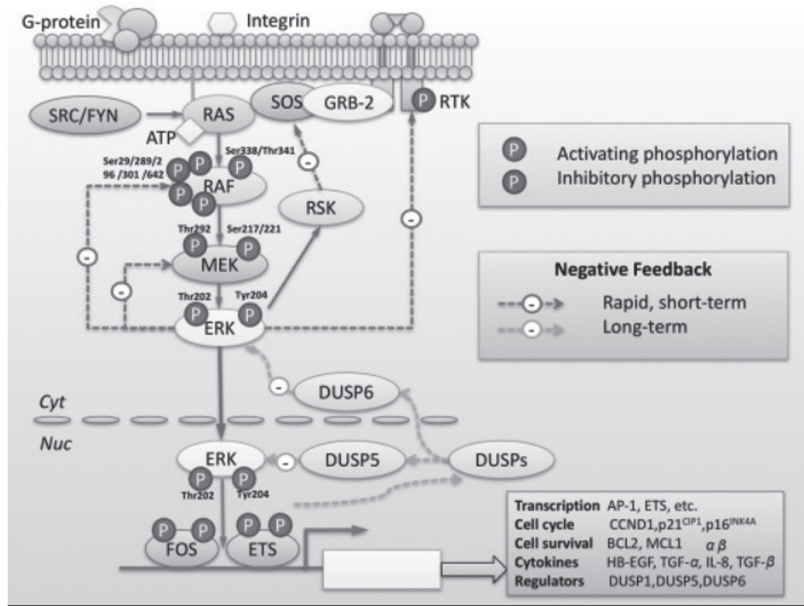 G-protein
Integrin
SRC/FYN
RAS
SOS
GRB-2
P
RTK
ATP
Ser29/289/2
96 /301 /642
Ser338/Thr341
P
P
P
P
P
RAF
RSK
Thr292
Ser217/221
P
P
MEK
Thr202
Tyr204
P
P
ERK
-
-
-
-
P Activating phosphorylation
P Inhibitory phosphorylation
Negative Feedback
- Rapid, short-term
- Long-term
-
DUSP6
Cyt
Nuc
ERK
-
DUSP5
DUSPs
P
P
Thr202
Tyr204
P
P
P
P
FOS
ETS
Transcription AP-1, ETS, etc.
Cell cycle CCND1,p21CIP1,p16INK4A
Cell survival BCL2, MCL1 α β
Cytokines HB-EGF, TGF-α, IL-8, TGF-β
Regulators DUSP1,DUSP5,DUSP6